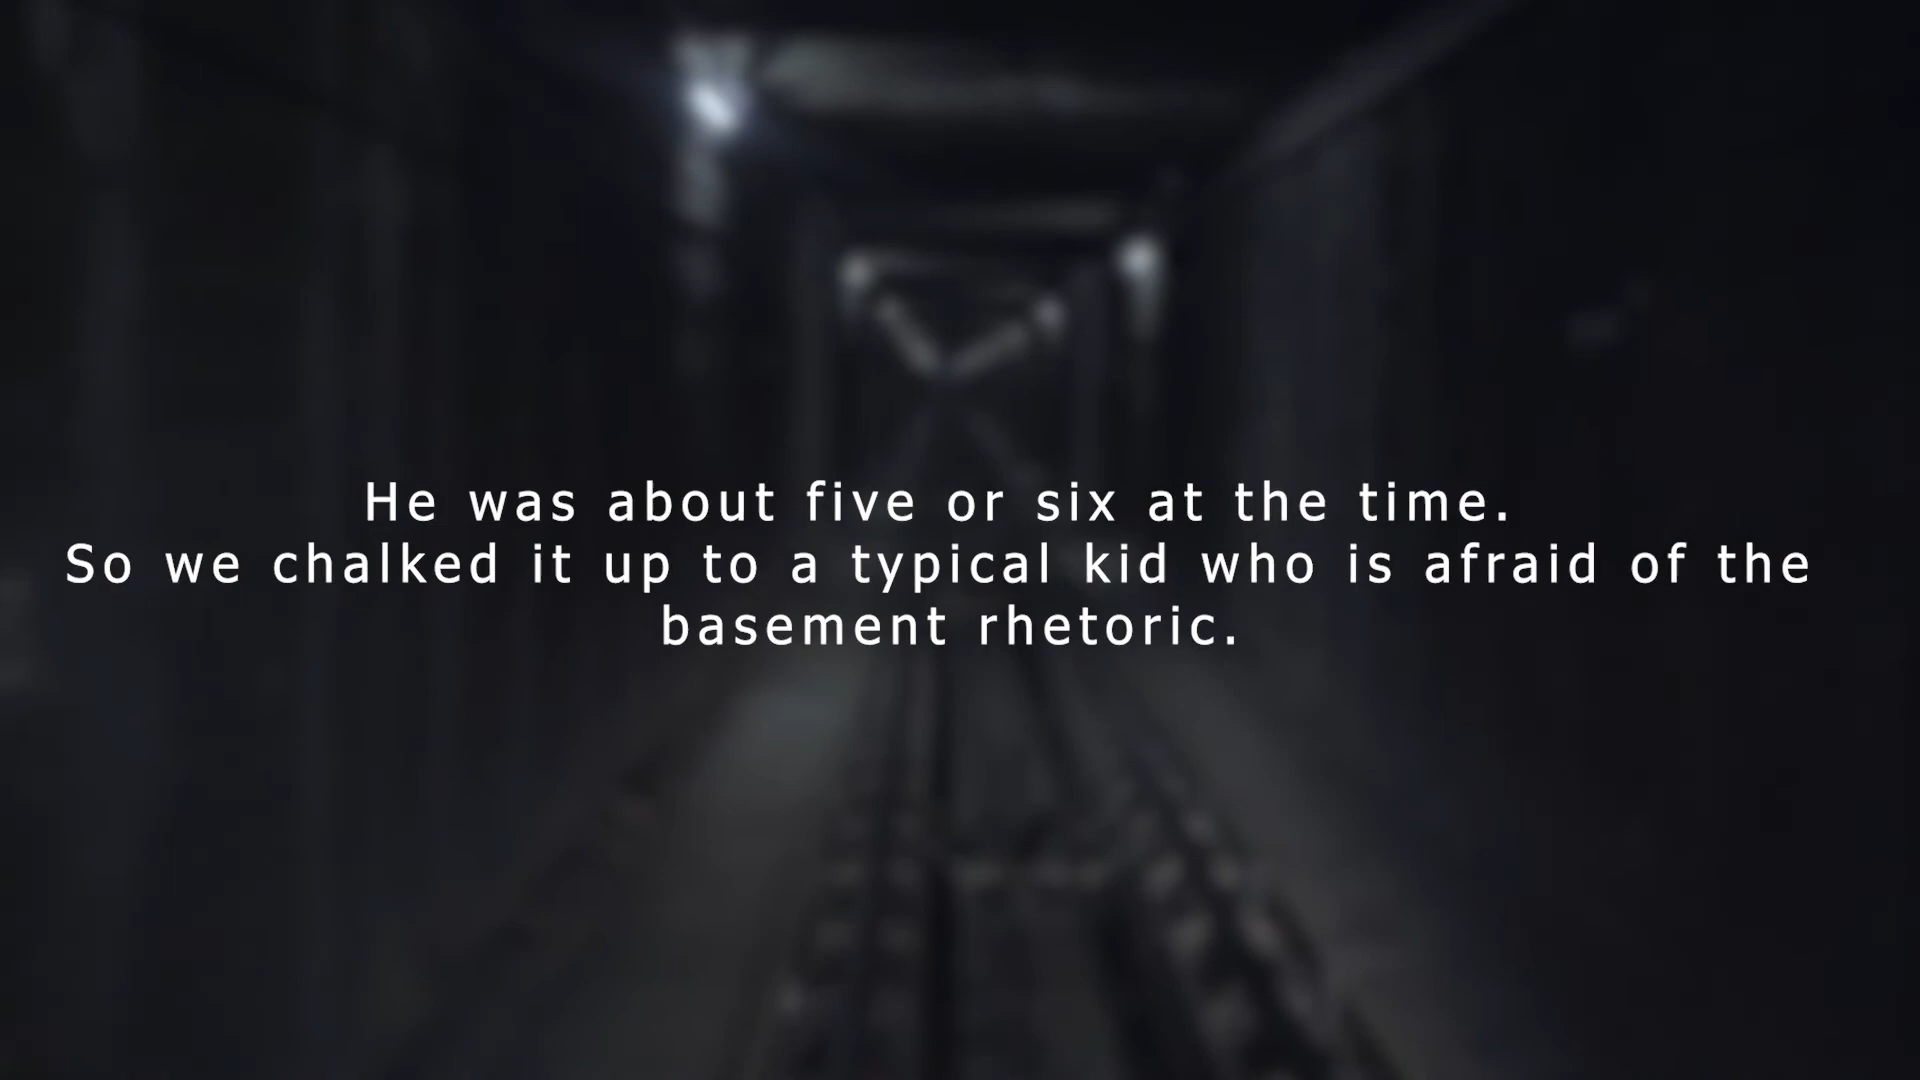 He was about five or six at the time.
So we chalked it up to a typical kid who is afraid of the
basement rhetoric.